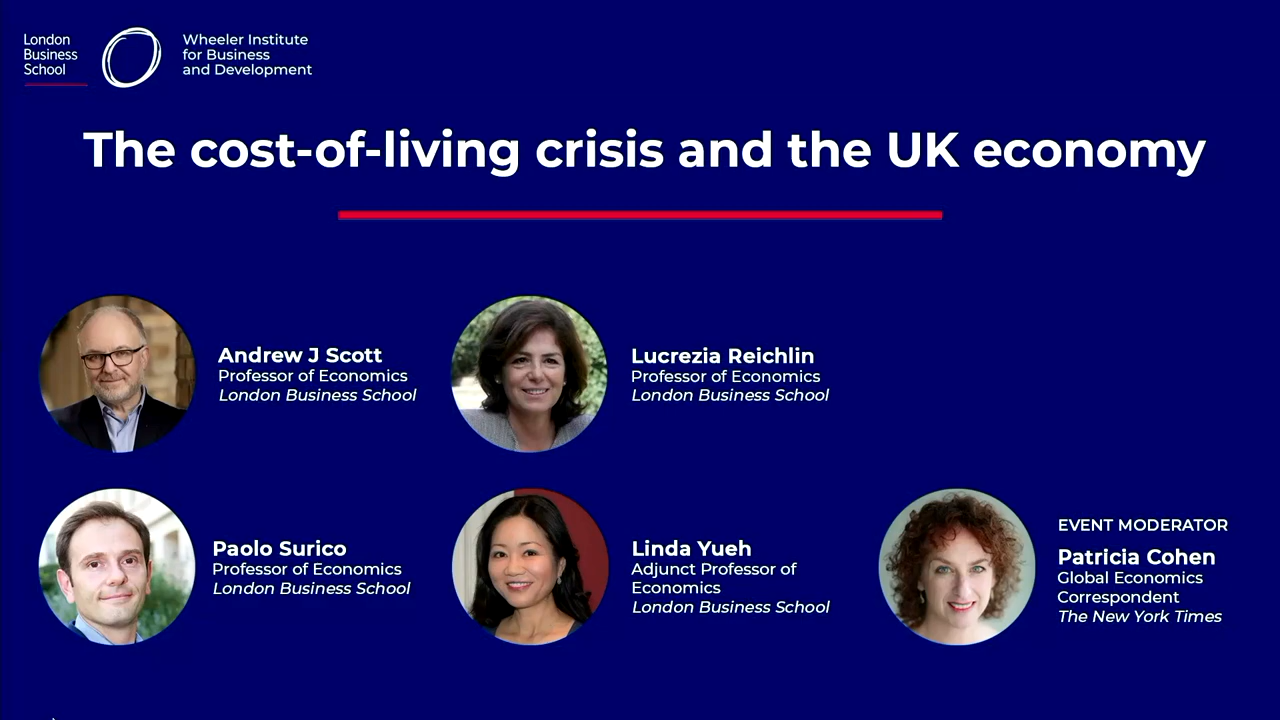 London
Business
School
Wheeler Institute
for Business
and Development
The cost-of-living crisis and the UK economy
Andrew J Scott
Professor of Economics
London Business School
Lucrezia Reichlin
Professor of Economics
London Business School
Paolo Surico
Professor of Economics
London Business School
Linda Yueh
Adjunct Professor of
Economics
London Business School
EVENT MODERATOR
Patricia Cohen
Global Economics
Correspondent
The New York Times